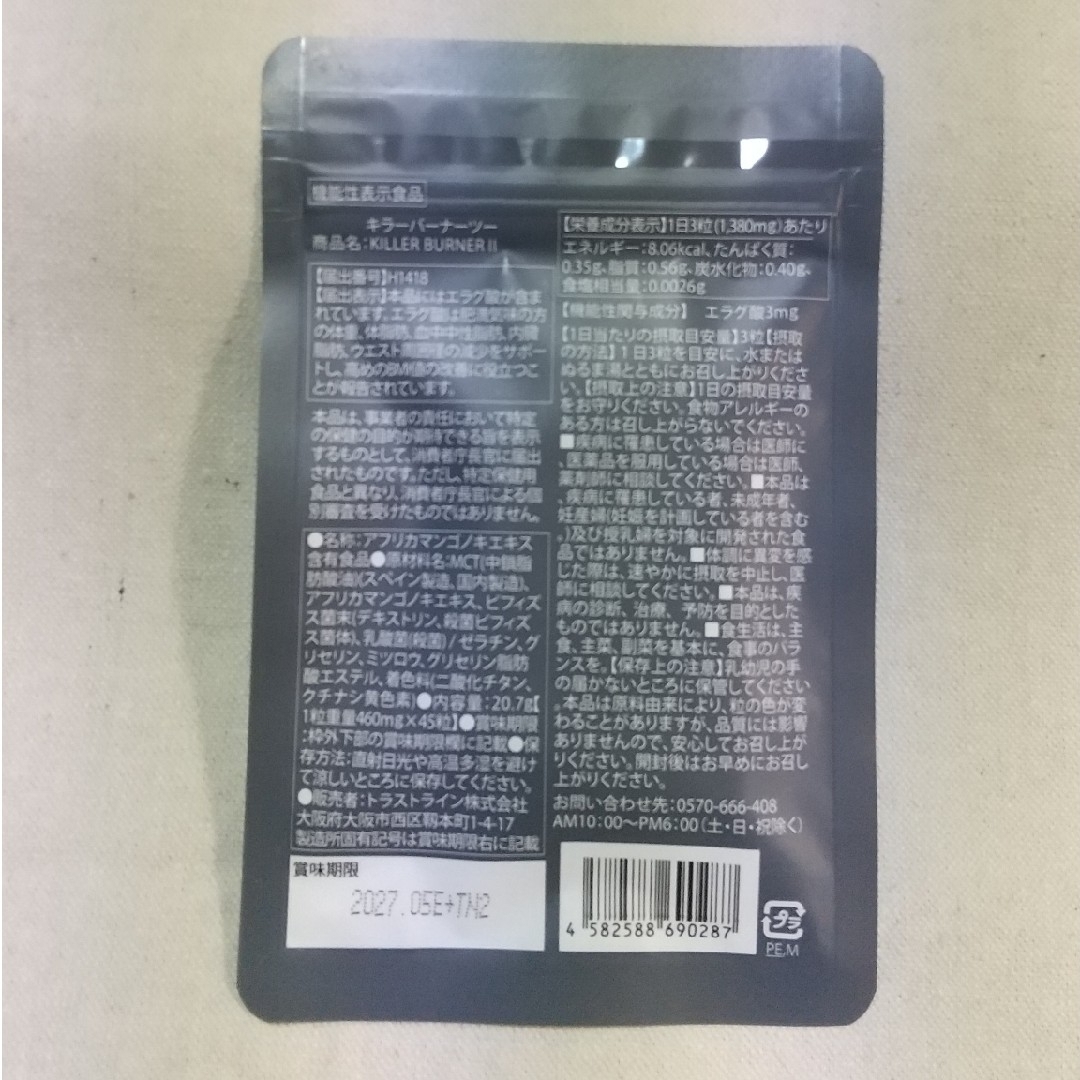 機能性表示食品
キラーバーナーツー
商品名：KILLER BURNER II
【届出番号】H1418
【届出表示】本品にはエラグ酸が含ま
れています。エラグ酸は肥満気味の方
の体重、体脂肪、血中中性脂肪、内臓
脂肪、ウエスト周囲径の減少をサポー
トし、高めのBMI値の改善に役立つこ
とが報告されています。
本品は、事業者の責任において特定
の保健の目的が期待できる旨を表示
するものとして、消費者庁長官に届出
されたものです。ただし、特定保健用
食品と異なり、消費者庁長官による個
別審査を受けたものではありません。
●名称：アフリカマンゴノキエキス
含有食品●原材料名：MCT(中鎖脂
肪酸油)(スペイン製造、国内製造)、
アフリカマンゴノキエキス、ビフィズ
ス菌末(デキストリン、殺菌ビフィズ
ス菌体)、乳酸菌(殺菌) / ゼラチン、グ
リセリン、ミツロウ、グリセリン脂肪
酸エステル、着色料(二酸化チタン、
クチナシ黄色素)●内容量：20.7g【
1粒重量460mg×45粒】●賞味期限
：枠外下部の賞味期限欄に記載●保
存方法：直射日光や高温多湿を避け
て涼しいところに保存してください。
●販売者：トラストライン株式会社
大阪府大阪市西区靱本町1-4-17
製造所固有記号は賞味期限右に記載
賞味期限
2027.05E+TN2
【栄養成分表示】1日3粒(1,380mg)あたり
エネルギー：8.06kcal、たんぱく質：
0.35g、脂質：0.56g、炭水化物：0.40g、
食塩相当量：0.0026g
【機能性関与成分】 エラグ酸3mg
【1日当たりの摂取目安量】3粒【摂取
の方法】1日3粒を目安に、水または
ぬるま湯とともにお召し上がりくださ
い。【摂取上の注意】1日の摂取目安量
をお守りください。食物アレルギーの
ある方は召し上がらないでください。
■疾病に罹患している場合は医師に
、医薬品を服用している場合は医師、
薬剤師に相談してください。■本品は
、疾病に罹患している者、未成年者、
妊産婦(妊娠を計画している者を含む
。)及び授乳婦を対象に開発された食
品ではありません。■体調に異変を感
じた際は、速やかに摂取を中止し、医
師に相談してください。■本品は、疾
病の診断、治療、予防を目的とした
ものではありません。■食生活は、主
食、主菜、副菜を基本に、食事のバラ
ンスを。【保存上の注意】乳幼児の手
の届かないところに保管してください
。本品は原料由来により、粒の色が変
わることがありますが、品質には影響
ありませんので、安心してお召し上が
りください。開封後はお早めにお召し
上がりください。
お問い合わせ先：0570-666-408
AM10：00～PM6：00(土・日・祝除く)
4 582588 690287
プラ
PE,M